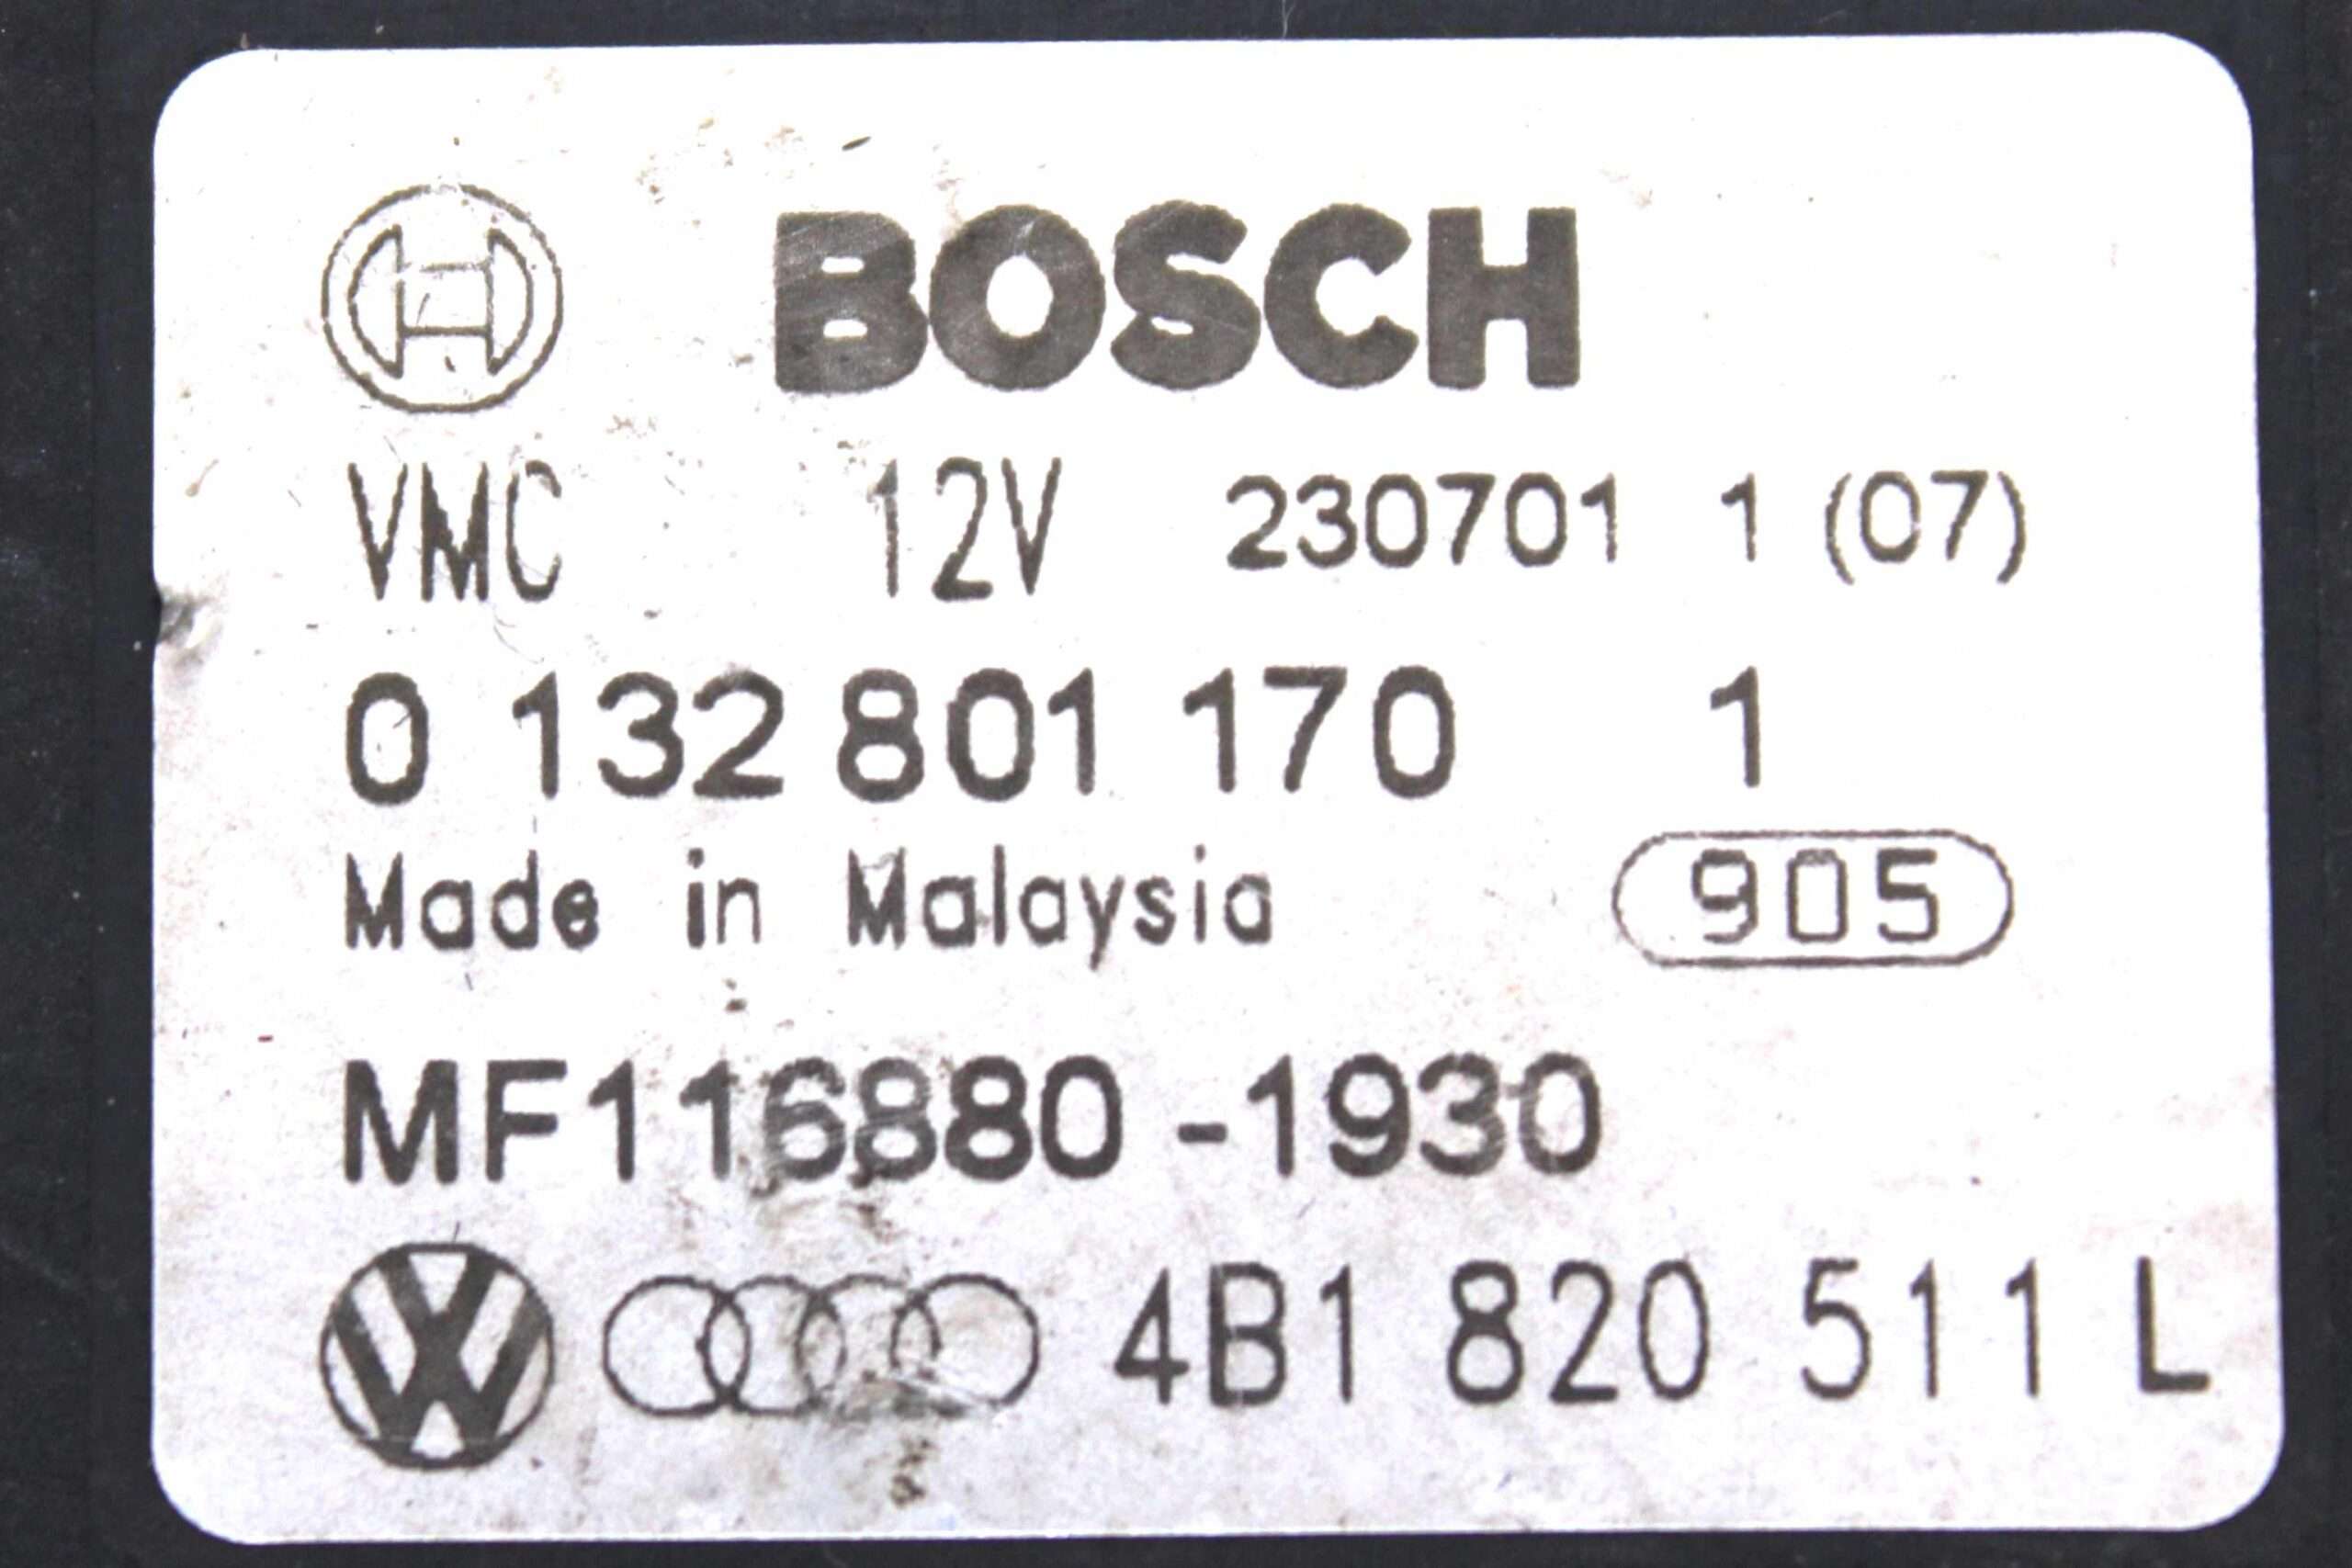 BOSCH
VMC 12V 230701 1 (07)
0 132 801 170 1
Made in Malaysia 905
MF116880-1930
4B1 820 511 L